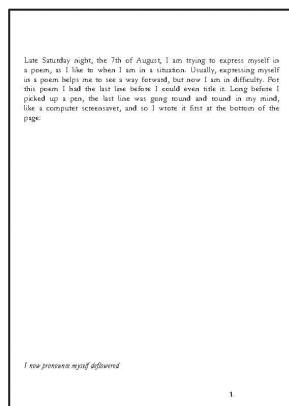 Late Saturday night, the 7th of August, I am trying to express myself in
a poem, as I like to when I am in a situation. Usually, expressing myself
in a poem helps me to see a way forward, but now I am in difficulty. For
this poem I had the last line before I could even title it. Long before I
picked up a pen, the last line was gong round and round in my mind,
like a computer screensaver, and so I wrote it first at the bottom of the
page:
I now pronounce myself deflowered
1